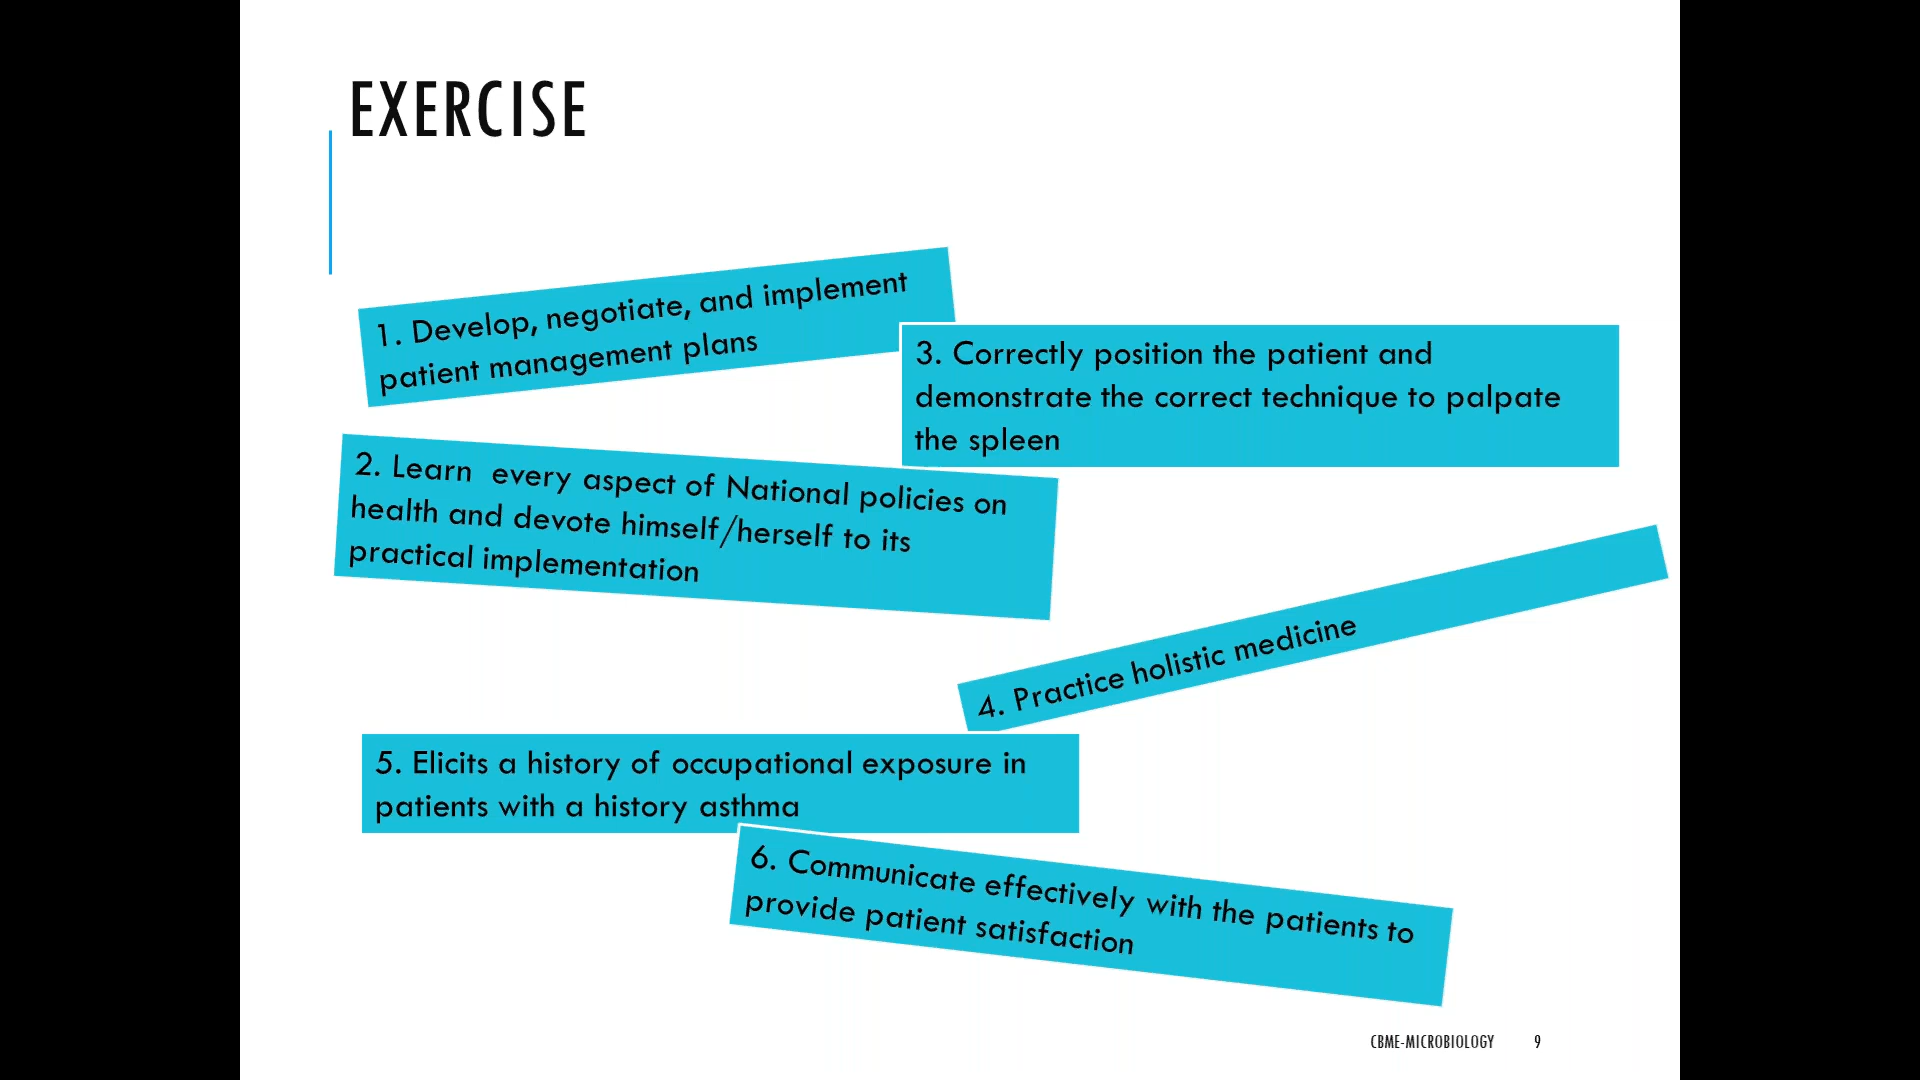 EXERCISE
1. Develop, negotiate, and implement
patient management plans
3. Correctly position the patient and
demonstrate the correct technique to palpate
the spleen
2. Learn every aspect of National policies on
health and devote himself/herself to its
practical implementation
4. Practice holistic medicine
5. Elicits a history of occupational exposure in
patients with a history asthma
6. Communicate effectively with the patients to
provide patient satisfaction
CBME-MICROBIOLOGY 9